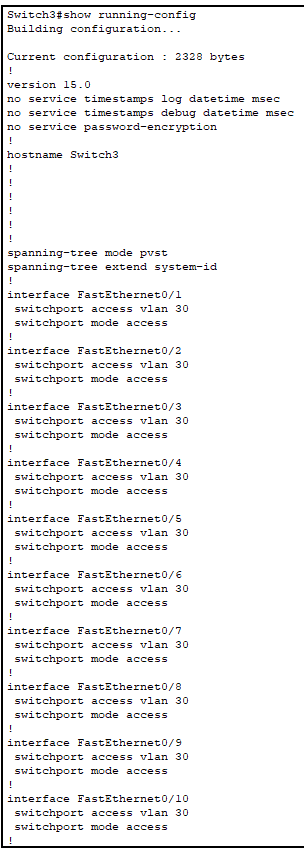 Switch3#show running-config
Building configuration...
Current configuration : 2328 bytes
!
version 15.0
no service timestamps log datetime msec
no service timestamps debug datetime msec
no service password-encryption
!
hostname Switch3
!
!
!
!
!
!
spanning-tree mode pvst
spanning-tree extend system-id
!
interface FastEthernet0/1
 switchport access vlan 30
 switchport mode access
!
interface FastEthernet0/2
 switchport access vlan 30
 switchport mode access
!
interface FastEthernet0/3
 switchport access vlan 30
 switchport mode access
!
interface FastEthernet0/4
 switchport access vlan 30
 switchport mode access
!
interface FastEthernet0/5
 switchport access vlan 30
 switchport mode access
!
interface FastEthernet0/6
 switchport access vlan 30
 switchport mode access
!
interface FastEthernet0/7
 switchport access vlan 30
 switchport mode access
!
interface FastEthernet0/8
 switchport access vlan 30
 switchport mode access
!
interface FastEthernet0/9
 switchport access vlan 30
 switchport mode access
!
interface FastEthernet0/10
 switchport access vlan 30
 switchport mode access
!